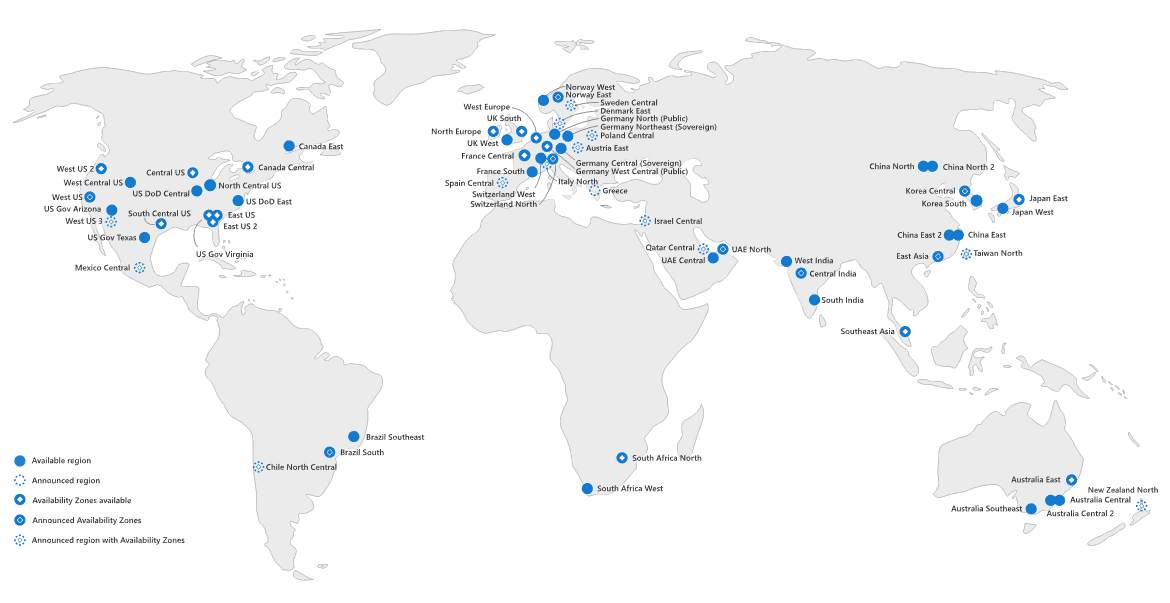 Norway West
Norway East
Sweden Central
Denmark East
Germany North (Public)
Germany Northeast (Sovereign)
Poland Central
Austria East
Germany Central (Sovereign)
Germany West Central (Public)
Italy North
Greece
West Europe
UK South
North Europe
UK West
France Central
France South
Spain Central
Switzerland West
Switzerland North
Canada East
Canada Central
West US 2
Central US
West Central US
North Central US
US DoD Central
West US
US DoD East
US Gov Arizona
South Central US
East US
West US 3
East US 2
US Gov Texas
US Gov Virginia
Mexico Central
Israel Central
Qatar Central
UAE North
UAE Central
West India
Central India
South India
China North
China North 2
Korea Central
Korea South
Japan East
Japan West
China East 2
China East
East Asia
Taiwan North
Southeast Asia
Brazil Southeast
Brazil South
Chile North Central
South Africa North
South Africa West
Australia East
New Zealand North
Australia Central
Australia Southeast
Australia Central 2
Available region
Announced region
Availability Zones available
Announced Availability Zones
Announced region with Availability Zones